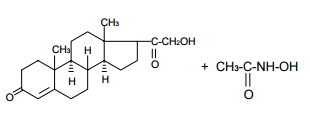 CH₃
C-CH₂OH
CH₃ H
O
H H
O
+ CH₃-C-NH-OH
O